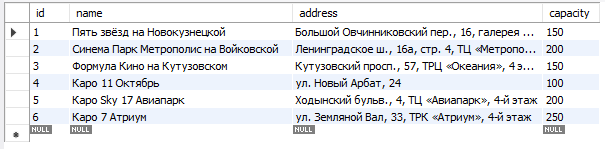 id name address capacity
1 Пять звёзд на Новокузнецкой Большой Овчинниковский пер., 16, галерея ... 150
2 Синема Парк Метрополис на Войковской Ленинградское ш., 16а, стр. 4, ТЦ «Метропо... 200
3 Формула Кино на Кутузовском Кутузовский просп., 57, ТРЦ «Океания», 4 э... 150
4 Каро 11 Октябрь ул. Новый Арбат, 24 100
5 Каро Sky 17 Авиапарк Ходынский бульв., 4, ТЦ «Авиапарк», 4-й этаж 200
6 Каро 7 Атриум ул. Земляной Вал, 33, ТРК «Атриум», 4-й этаж 250
NULL NULL NULL NULL